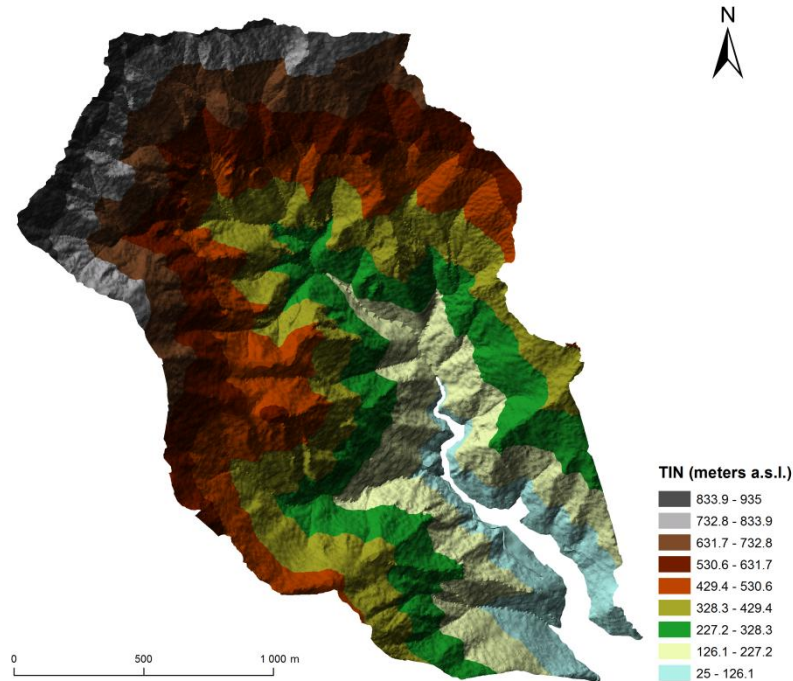 N
TIN (meters a.s.l.)
833.9 - 935
732.8 - 833.9
631.7 - 732.8
530.6 - 631.7
429.4 - 530.6
328.3 - 429.4
227.2 - 328.3
126.1 - 227.2
25 - 126.1
0 500 1 000 m